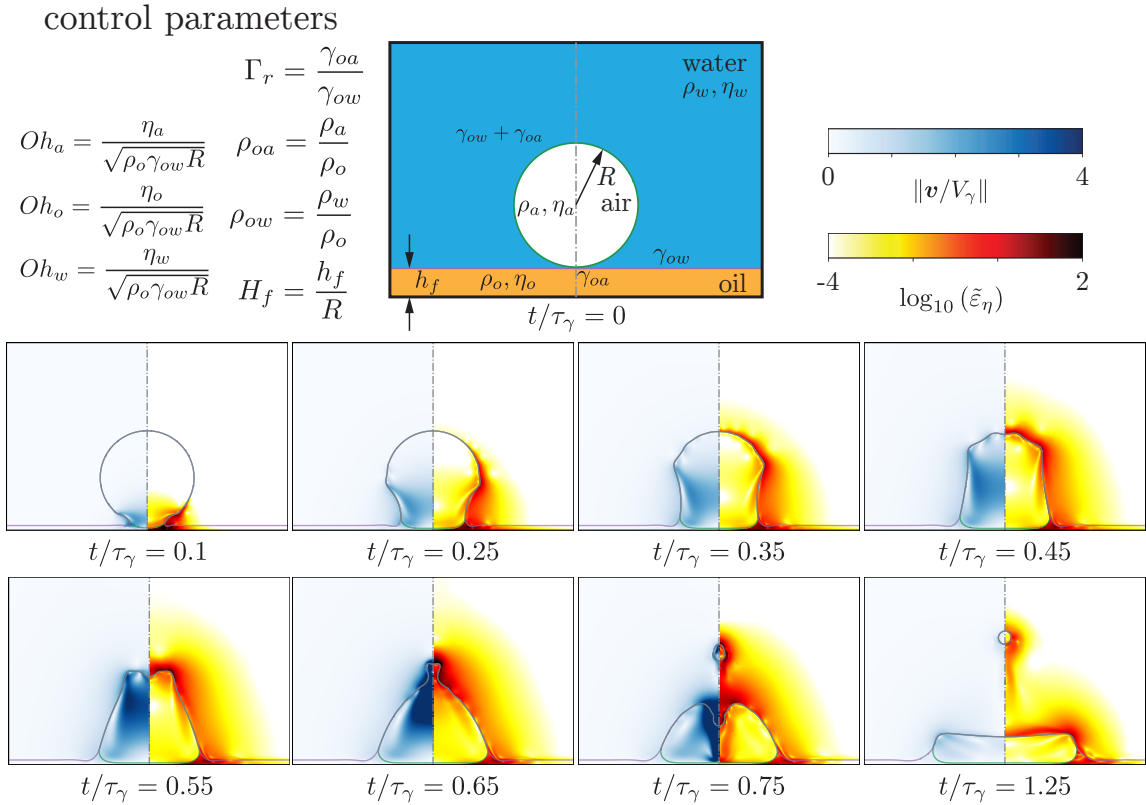 control parameters
Γ_r = γ_oa / γ_ow
Oh_a = η_a / √(ρ_o γ_ow R)
ρ_oa = ρ_a / ρ_o
Oh_o = η_o / √(ρ_o γ_ow R)
ρ_ow = ρ_w / ρ_o
Oh_w = η_w / √(ρ_o γ_ow R)
H_f = h_f / R
water
ρ_w, η_w
γ_ow + γ_oa
R
ρ_a, η_a air
γ_ow
h_f ρ_o, η_o γ_oa oil
t/τ_γ = 0
0 4
‖v/V_γ‖
-4 2
log₁₀ (ε̃_η)
t/τ_γ = 0.1
t/τ_γ = 0.25
t/τ_γ = 0.35
t/τ_γ = 0.45
t/τ_γ = 0.55
t/τ_γ = 0.65
t/τ_γ = 0.75
t/τ_γ = 1.25